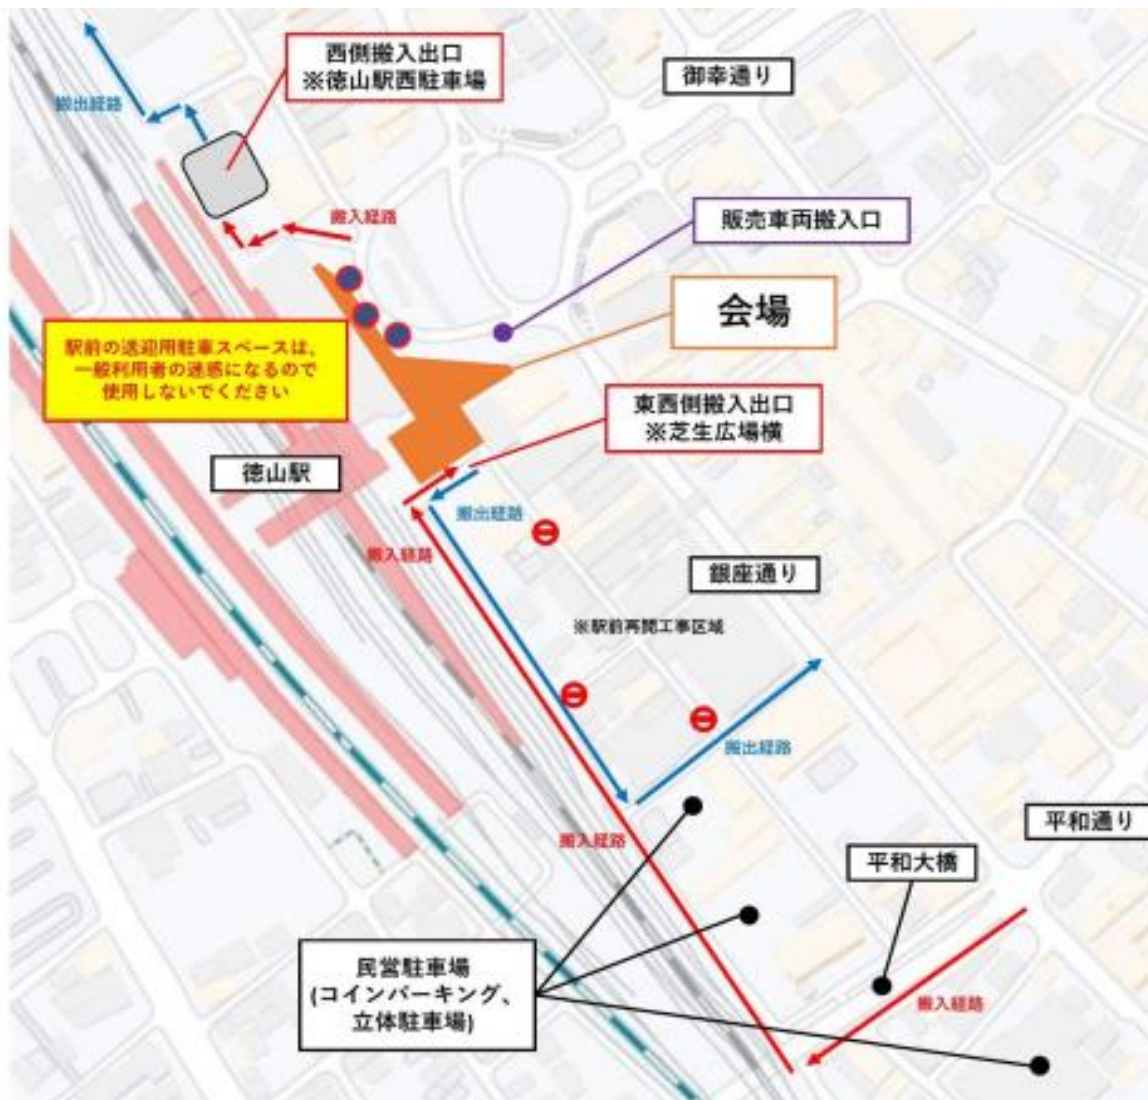 西側搬入出口
※徳山駅西駐車場
御幸通り
搬出経路
販売車両搬入口
搬入経路
会場
駅前の送迎用駐車スペースは、
一般利用者の迷惑になるので
使用しないでください
東西側搬入出口
※芝生広場横
徳山駅
搬出経路
搬入経路
銀座通り
※駅前再開工事区域
搬出経路
平和通り
搬入経路
平和大橋
民営駐車場
(コインパーキング、
立体駐車場)
搬入経路